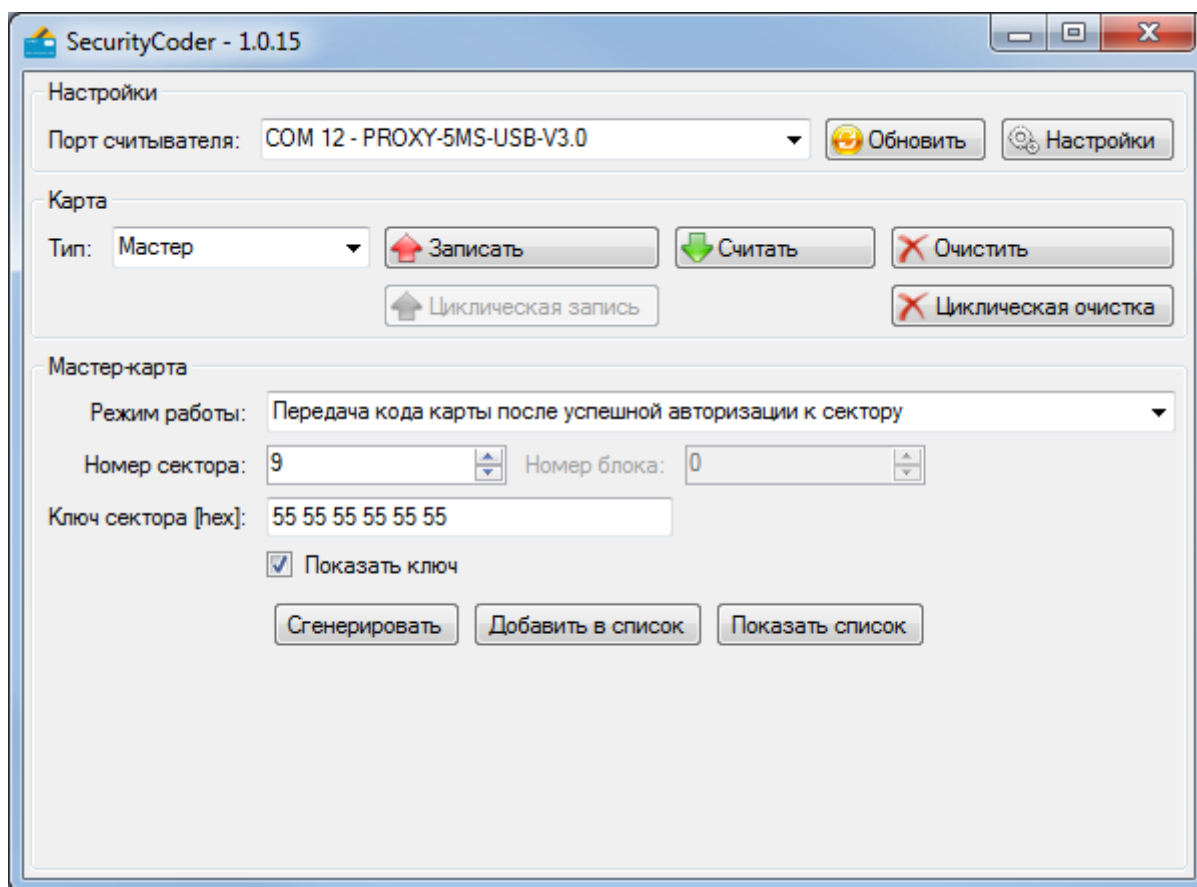 SecurityCoder - 1.0.15
Настройки
Порт считывателя: COM 12 - PROXY-5MS-USB-V3.0 Обновить Настройки
Карта
Тип: Мастер Записать Считать Очистить
Циклическая запись Циклическая очистка
Мастер-карта
Режим работы: Передача кода карты после успешной авторизации к сектору
Номер сектора: 9 Номер блока: 0
Ключ сектора [hex]: 55 55 55 55 55 55
Показать ключ
Сгенерировать Добавить в список Показать список